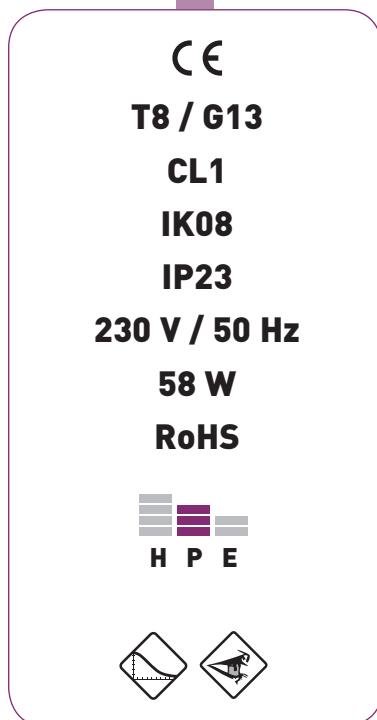 CE
T8 / G13
CL1
IK08
IP23
230 V / 50 Hz
58 W
RoHS
H P E